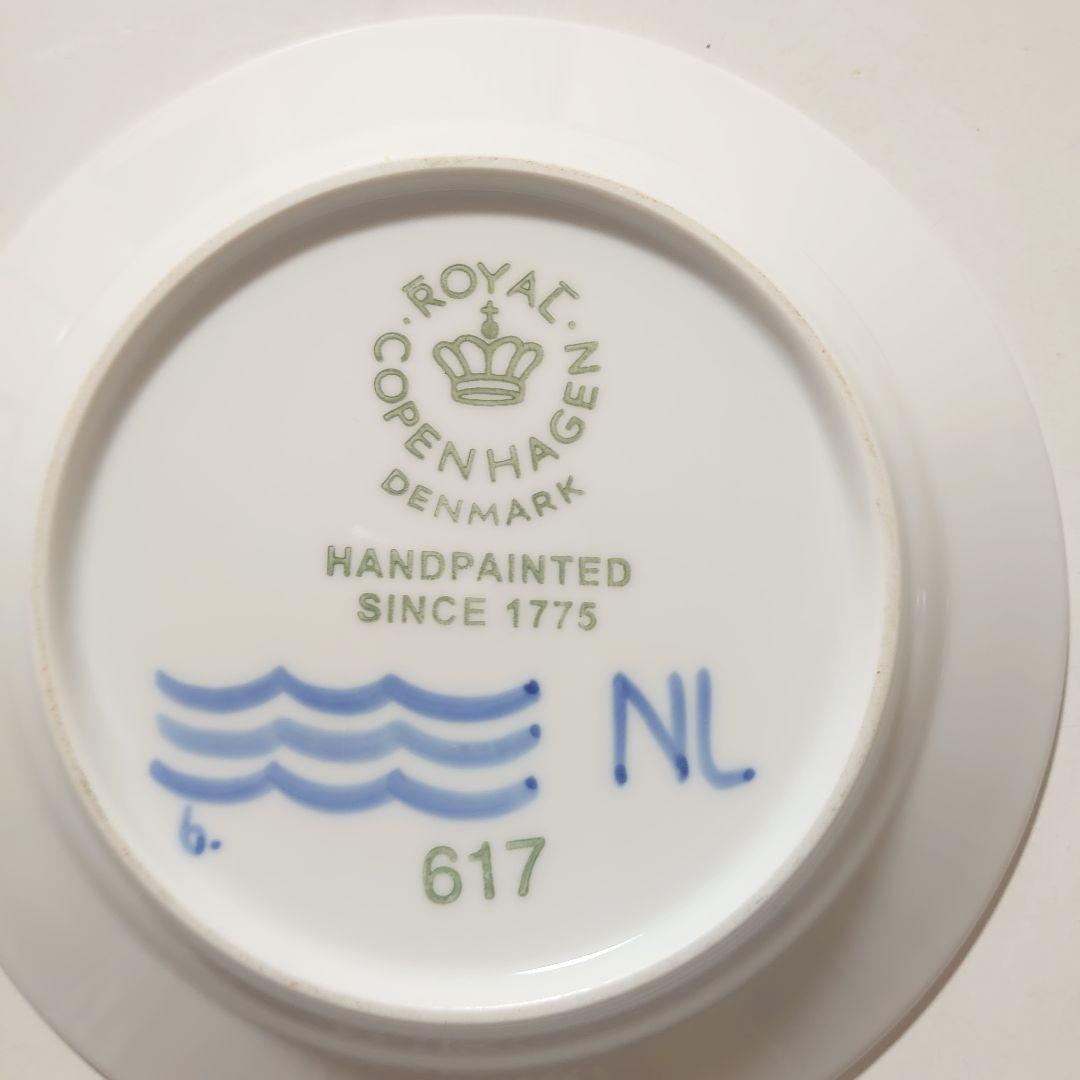 · ROYAL ·
COPENHAGEN
DENMARK
HANDPAINTED
SINCE 1775
NL
6.
617